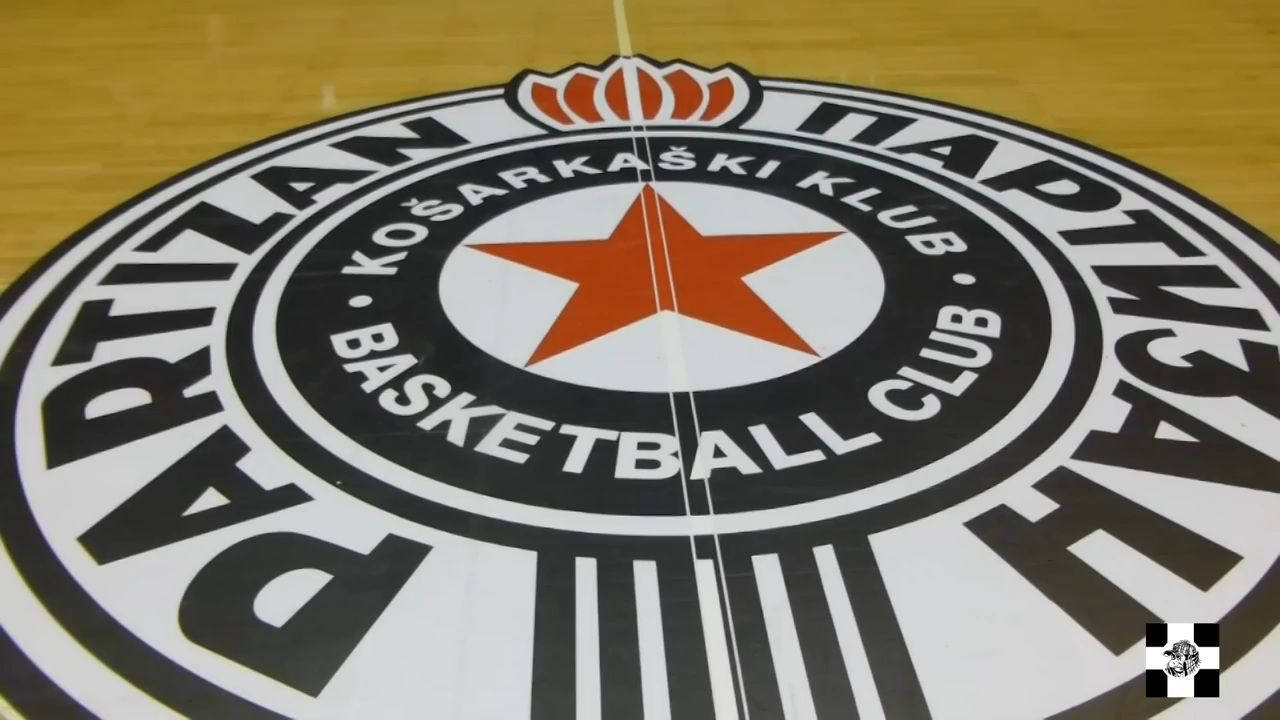 PARTIZAN
ПАРТИЗАН
KOŠARKAŠKI KLUB
BASKETBALL CLUB